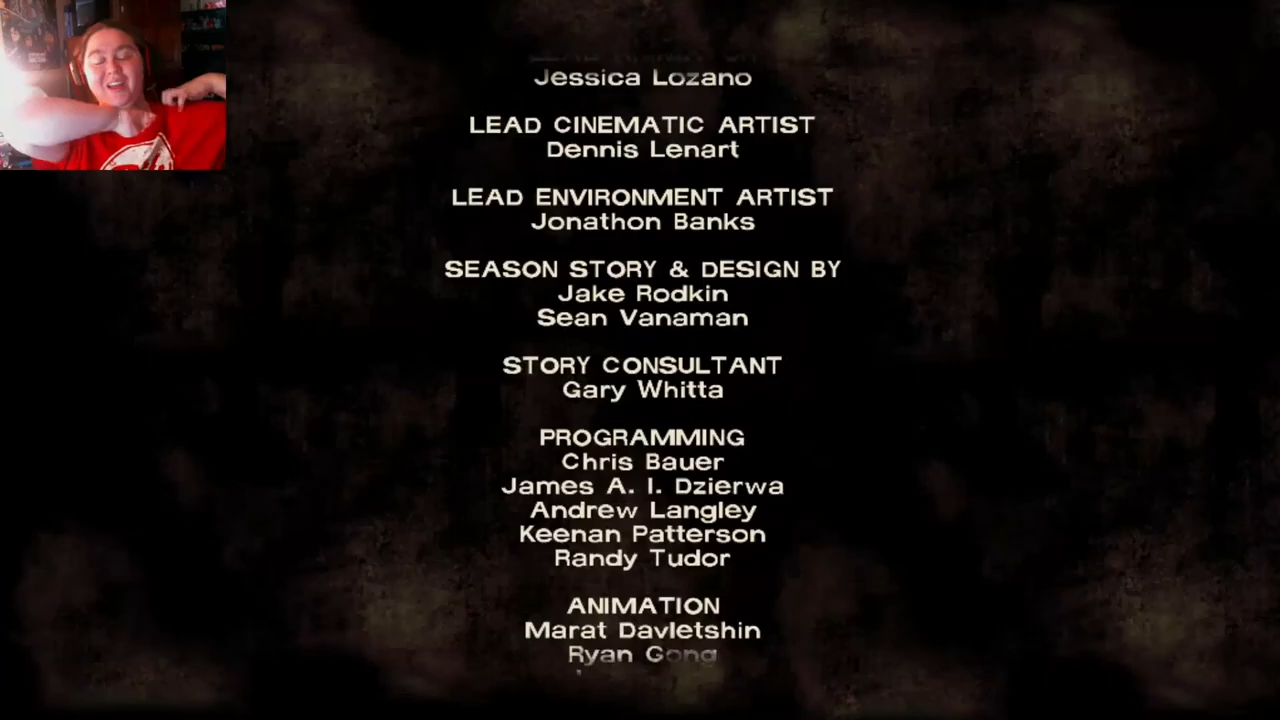 Jessica Lozano
LEAD CINEMATIC ARTIST
Dennis Lenart
LEAD ENVIRONMENT ARTIST
Jonathon Banks
SEASON STORY & DESIGN BY
Jake Rodkin
Sean Vanaman
STORY CONSULTANT
Gary Whitta
PROGRAMMING
Chris Bauer
James A. I. Dzierwa
Andrew Langley
Keenan Patterson
Randy Tudor
ANIMATION
Marat Davletshin
Ryan Gong